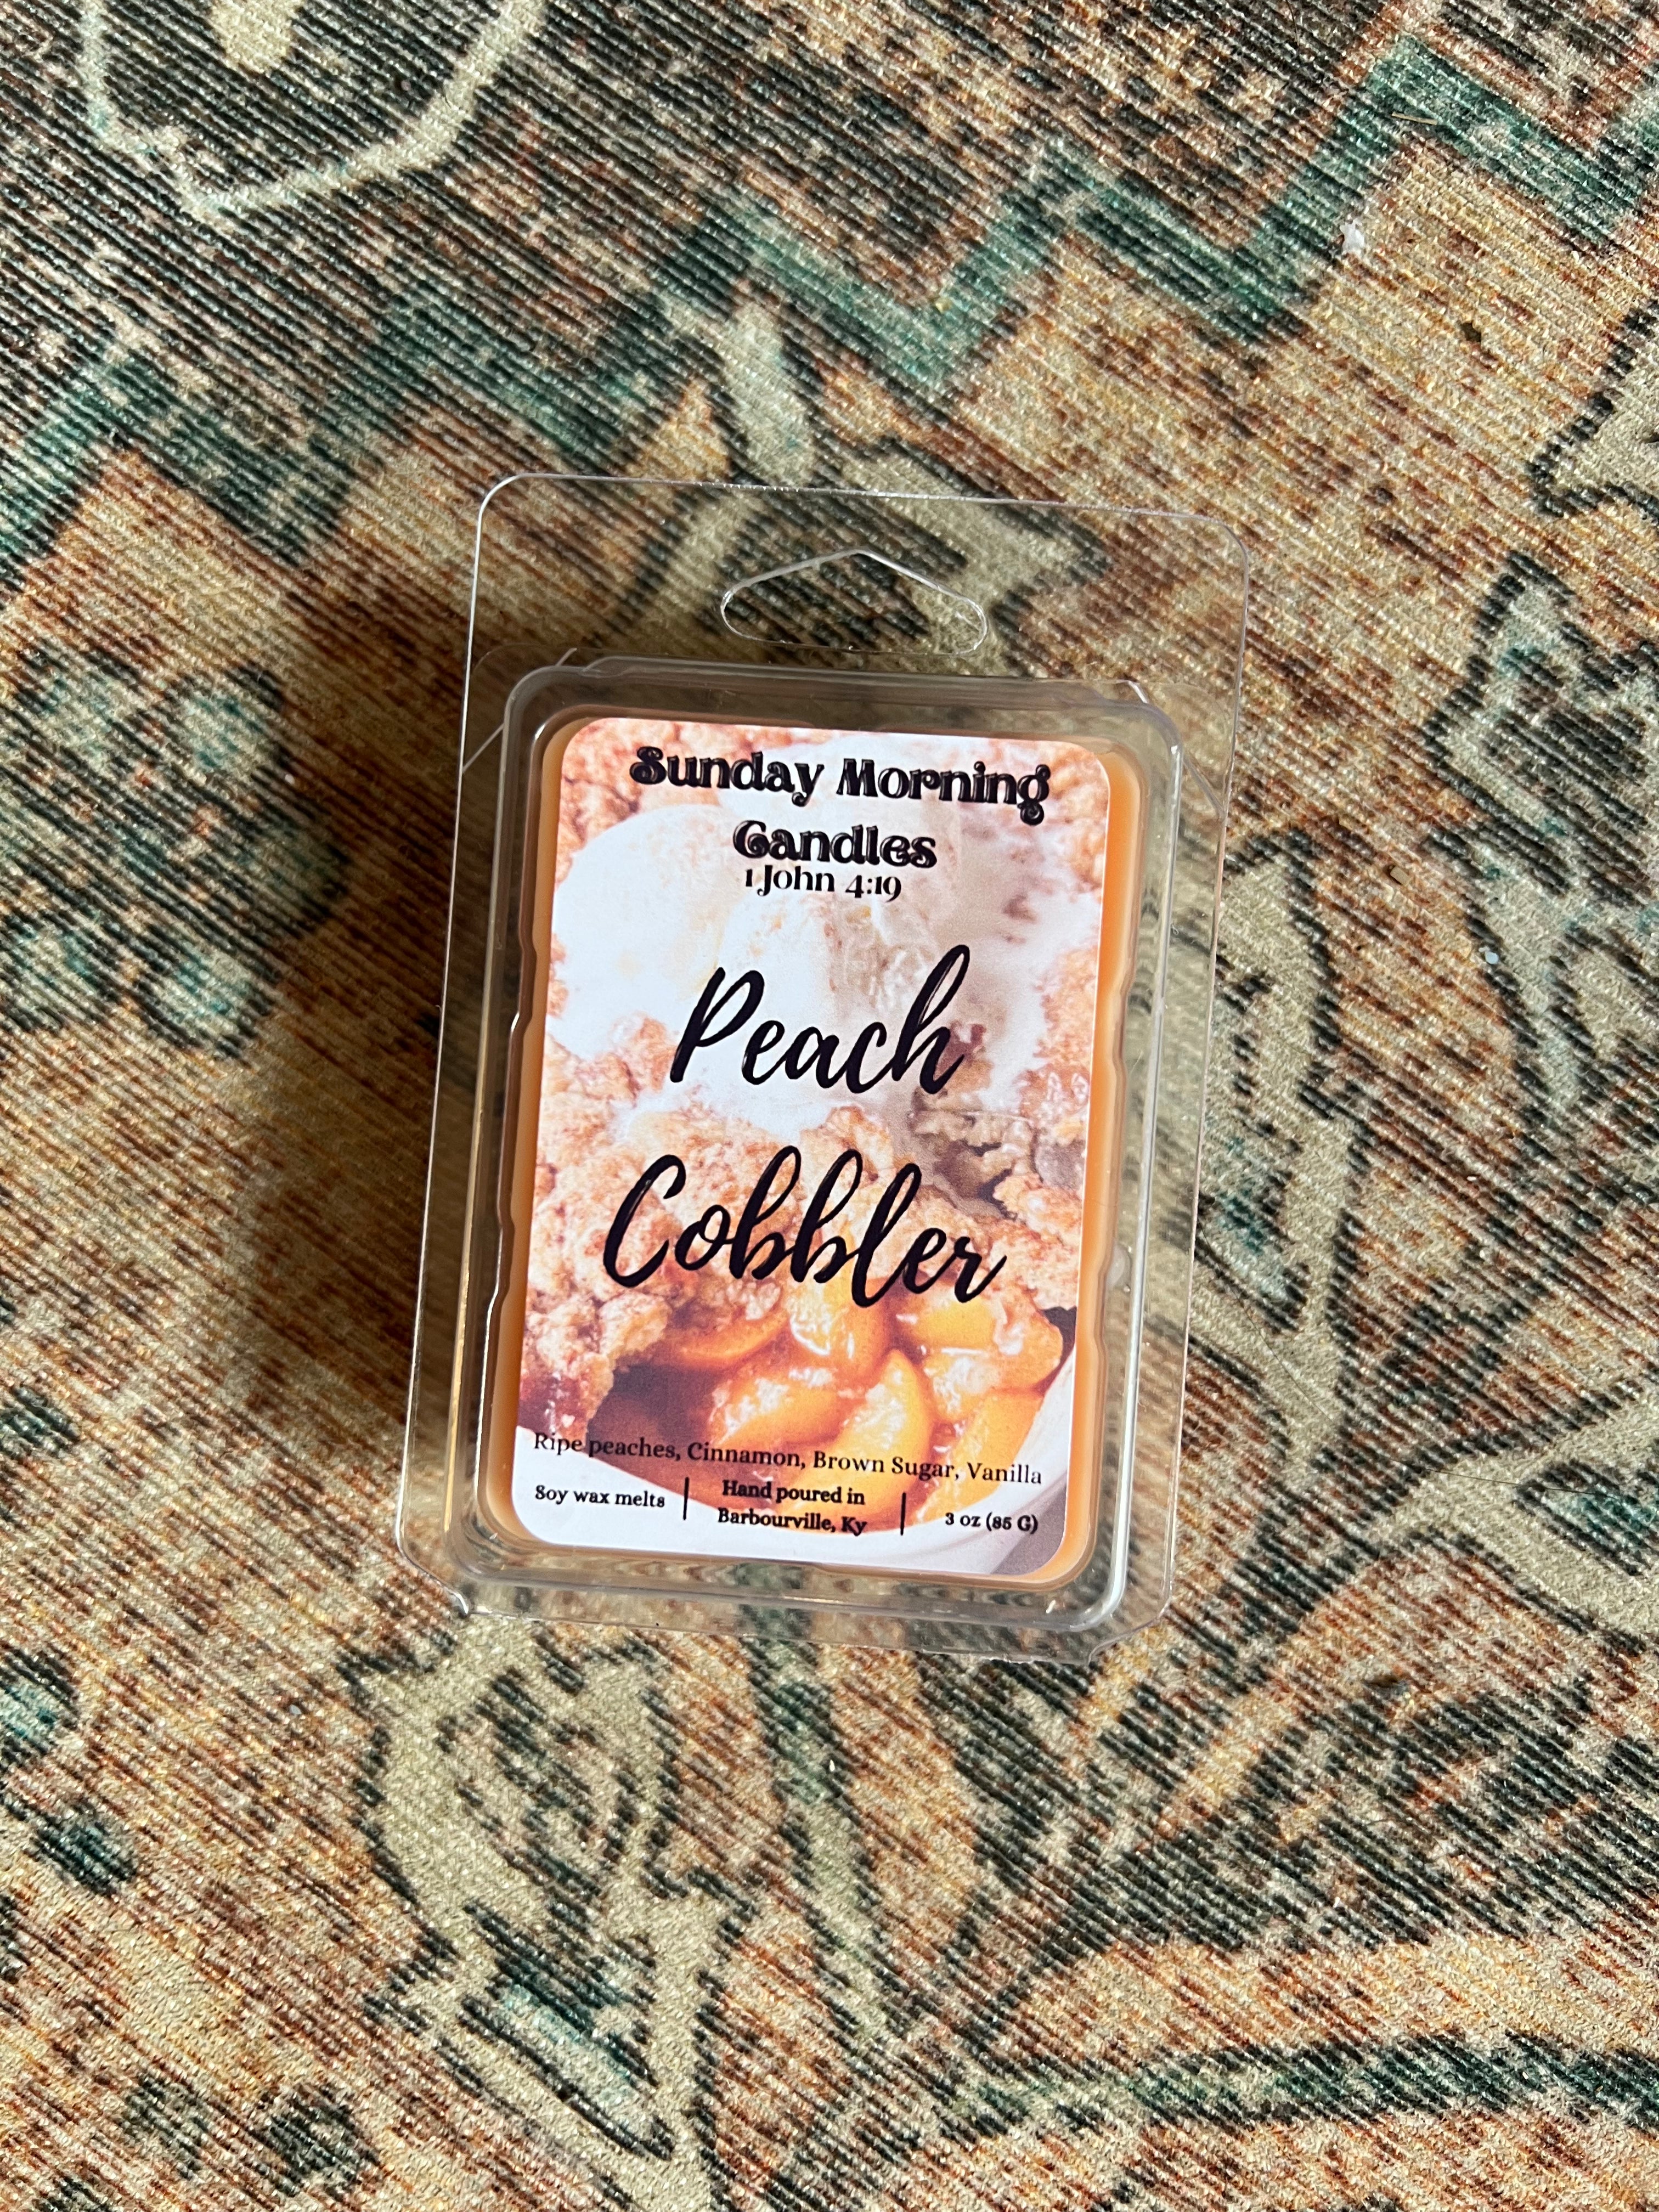 Sunday Morning
Candles
1 John 4:19
Peach
Cobbler
Ripe peaches, Cinnamon, Brown Sugar, Vanilla
Soy wax melts | Hand poured in
Barbourville, Ky | 3 oz (85 G)